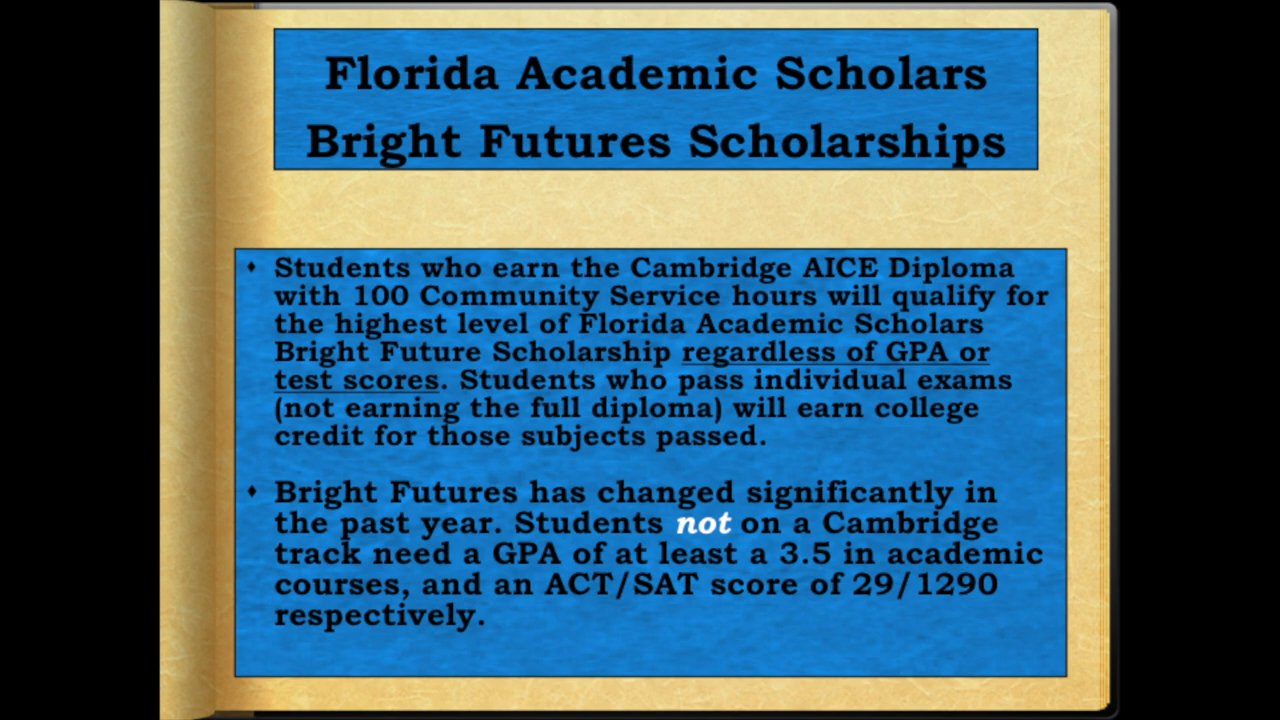 Florida Academic Scholars
Bright Futures Scholarships
♦ Students who earn the Cambridge AICE Diploma
with 100 Community Service hours will qualify for
the highest level of Florida Academic Scholars
Bright Future Scholarship regardless of GPA or
test scores. Students who pass individual exams
(not earning the full diploma) will earn college
credit for those subjects passed.
♦ Bright Futures has changed significantly in
the past year. Students not on a Cambridge
track need a GPA of at least a 3.5 in academic
courses, and an ACT/SAT score of 29/1290
respectively.